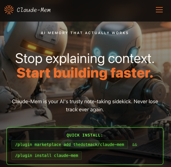 Claude-Mem
AI MEMORY THAT ACTUALLY WORKS
Stop explaining context.
Start building faster.
Claude-Mem is your AI's trusty note-taking sidekick. Never lose
track ever again.
QUICK INSTALL:
/plugin marketplace add thedotmack/claude-mem
/plugin install claude-mem